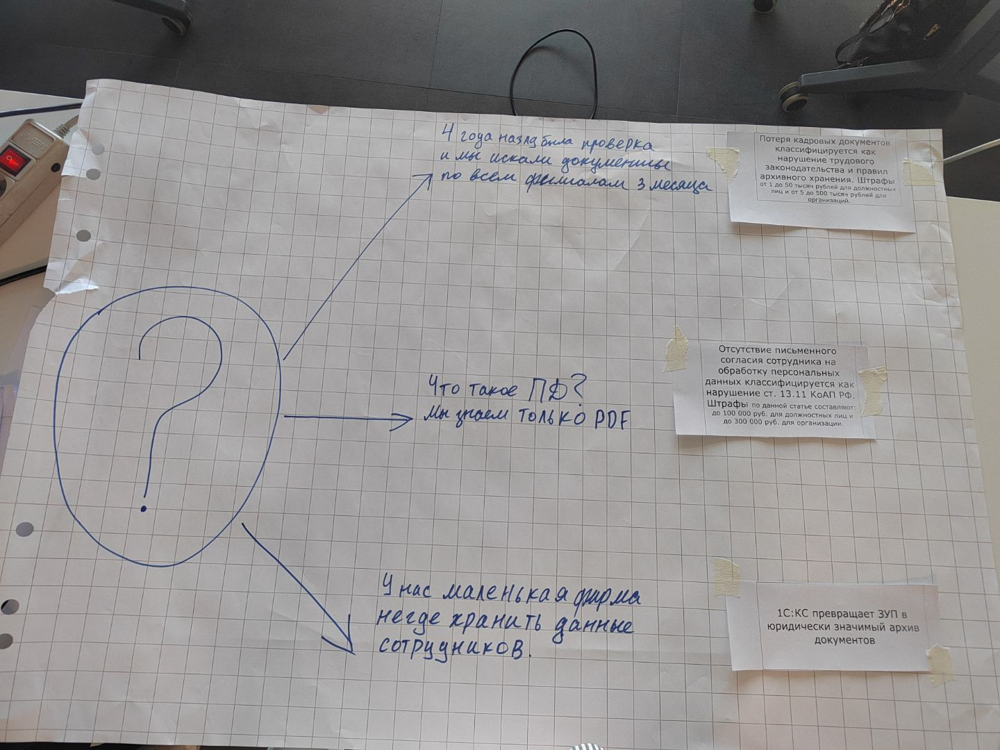 4 года назад была проверка
и мы искали документы
по всем филиалам 3 месяца
Потеря кадровых документов
классифицируется как
нарушение трудового
законодательства и правил
архивного хранения. Штрафы
от 1 до 50 тысяч рублей для должностных
лиц и от 5 до 500 тысяч рублей для
организаций.
?
Что такое ПД?
Мы знаем только PDF
Отсутствие письменного
согласия сотрудника на
обработку персональных
данных классифицируется как
нарушение ст. 13.11 КоАП РФ.
Штрафы по данной статье составляют:
до 100 000 руб. для должностных лиц и
до 300 000 руб. для организации.
У нас маленькая фирма
негде хранить данные
сотрудников.
1С:КС превращает ЗУП в
юридически значимый архив
документов